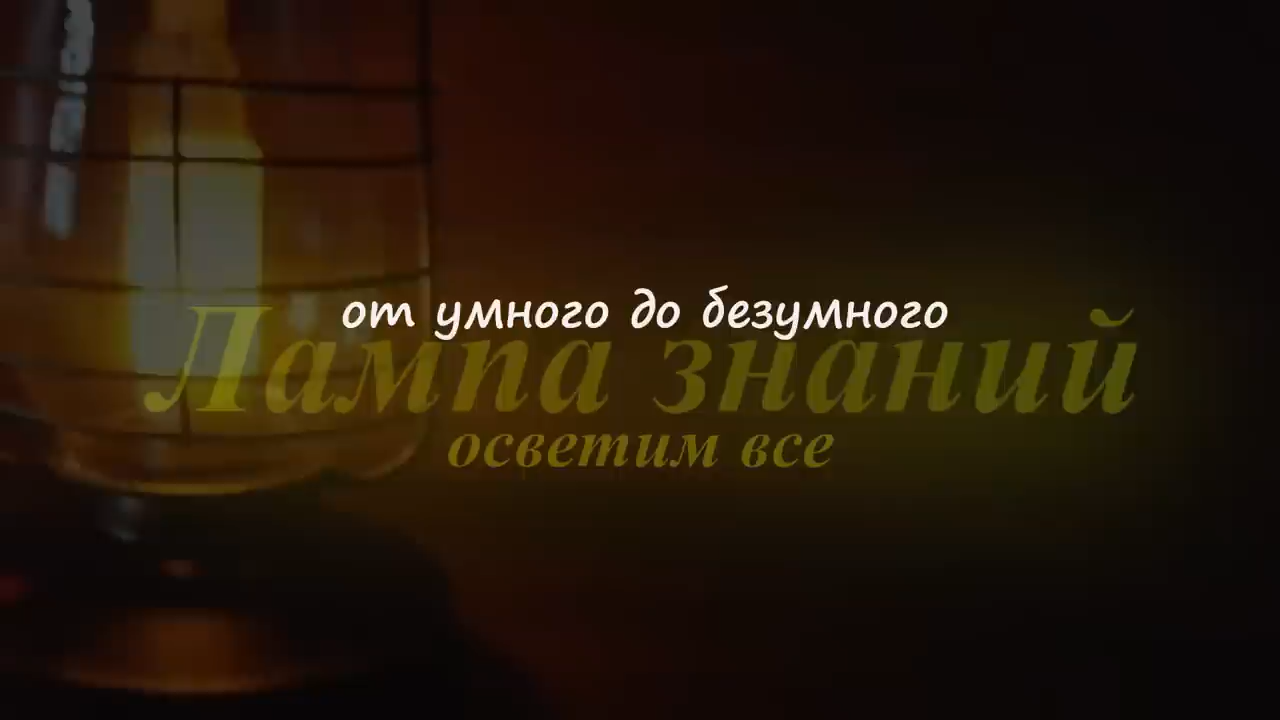 от умного до безумного
Лампа знаний
осветим все